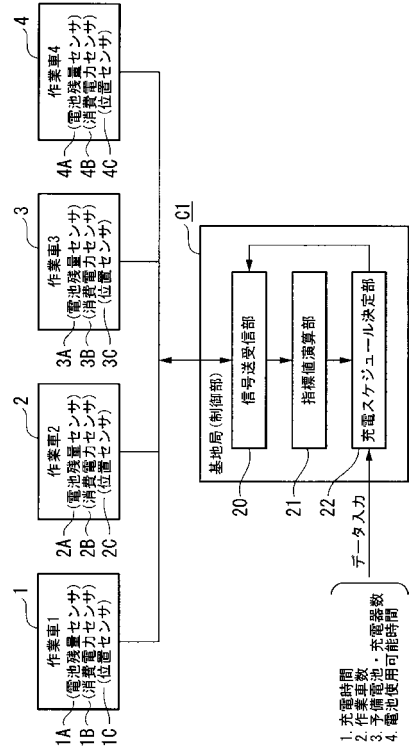 1
作業車1
1A (電池残量センサ)
1B (消費電力センサ)
1C (位置センサ)
2
作業車2
2A (電池残量センサ)
2B (消費電力センサ)
2C (位置センサ)
3
作業車3
3A (電池残量センサ)
3B (消費電力センサ)
3C (位置センサ)
4
作業車4
4A (電池残量センサ)
4B (消費電力センサ)
4C (位置センサ)
C1
基地局(制御部)
20
信号送受信部
21
指標値演算部
22
充電スケジュール決定部
データ入力
1. 充電時間
2. 作業車数
3. 予備電池・充電器数
4. 電池使用可能時間